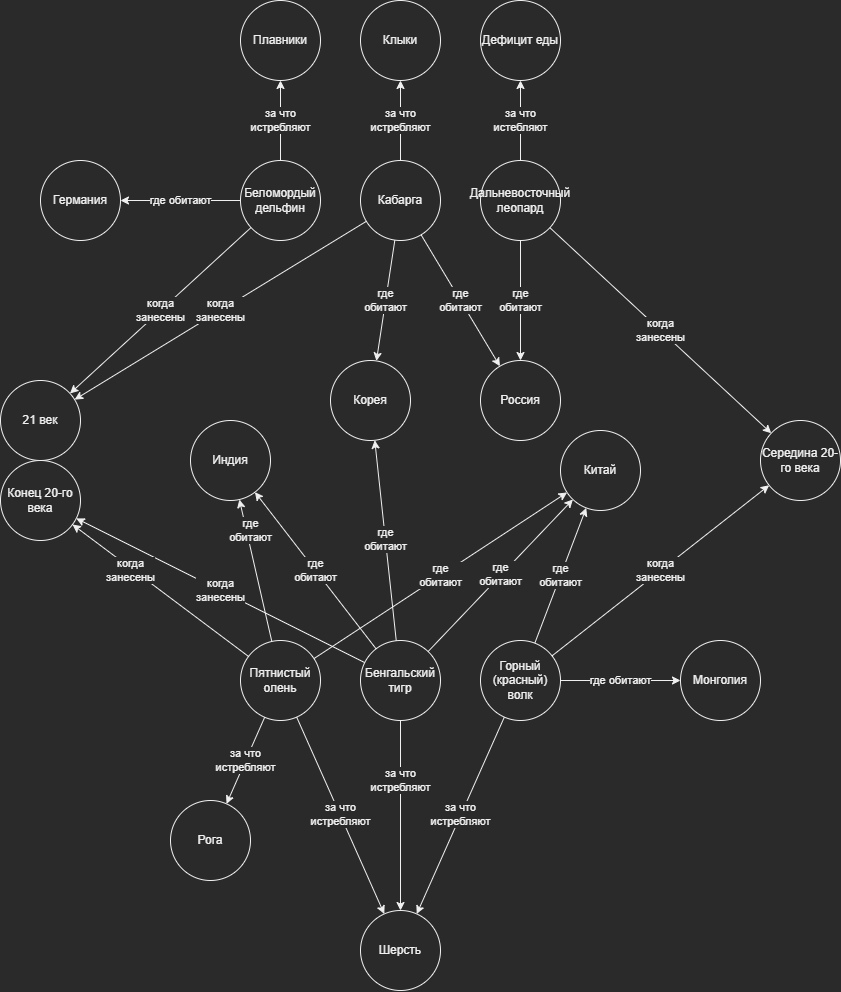 Плавники
Клыки
Дефицит еды
за что
истребляют
за что
истребляют
за что
истебляют
Германия
где обитают
Беломордый
дельфин
Кабарга
Дальневосточный
леопард
когда
занесены
когда
занесены
где
обитают
где
обитают
где
обитают
когда
занесены
21 век
Корея
Россия
Индия
Китай
Середина 20-
го века
Конец 20-го
века
где
обитают
где
обитают
когда
занесены
когда
занесены
где
обитают
где
обитают
где
обитают
где
обитают
когда
занесены
Пятнистый
олень
Бенгальский
тигр
Горный
(красный)
волк
где обитают
Монголия
за что
истребляют
за что
истребляют
за что
истребляют
за что
истребляют
Рога
Шерсть